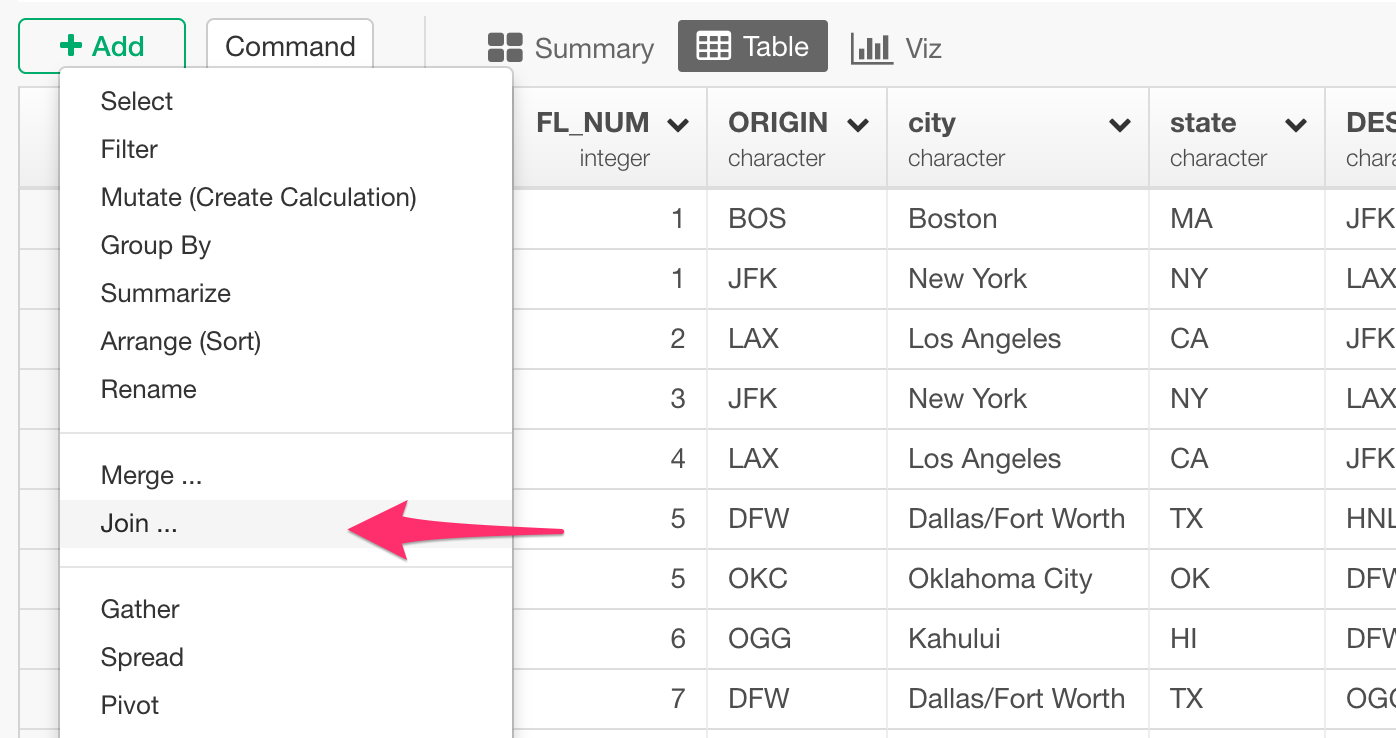 + Add Command Summary Table Viz
Select
Filter
Mutate (Create Calculation)
Group By
Summarize
Arrange (Sort)
Rename
Merge ...
Join ...
Gather
Spread
Pivot
FL_NUM ORIGIN city state DES
integer character character character chara
1 BOS Boston MA JFK
1 JFK New York NY LAX
2 LAX Los Angeles CA JFK
3 JFK New York NY LAX
4 LAX Los Angeles CA JFK
5 DFW Dallas/Fort Worth TX HNL
5 OKC Oklahoma City OK DFW
6 OGG Kahului HI DFW
7 DFW Dallas/Fort Worth TX OGG